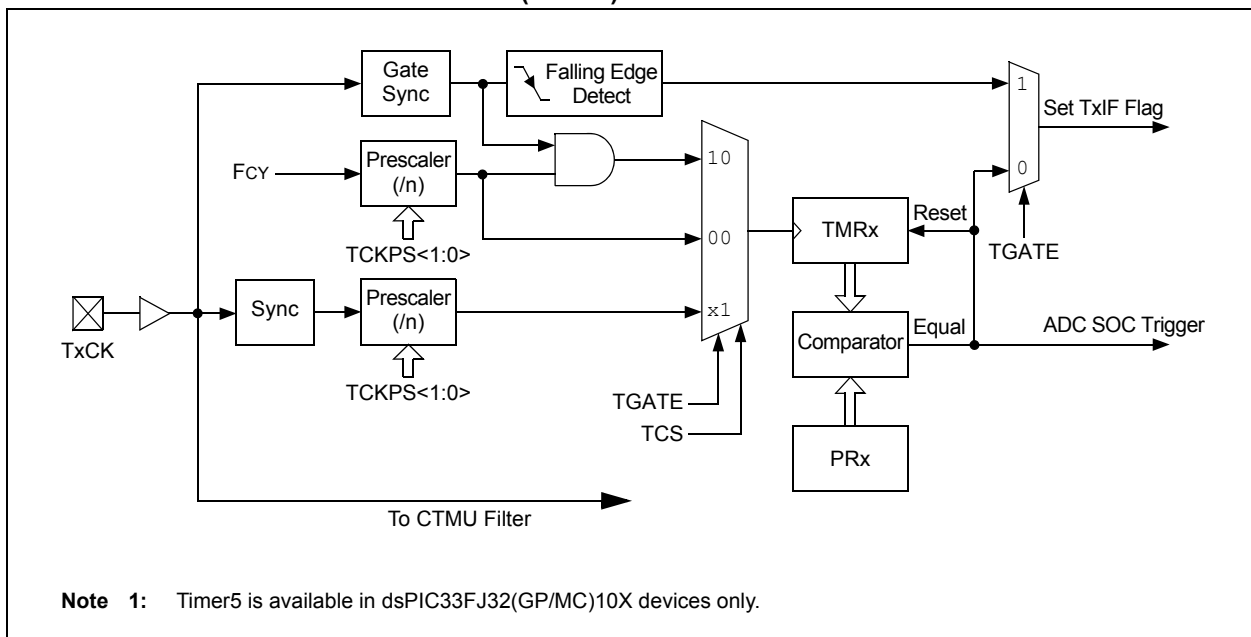 Gate
Sync
Falling Edge
Detect
1
Set TxIF Flag
0
TGATE
FCY
Prescaler
(/n)
TCKPS<1:0>
10
00
x1
TMRx
Reset
TxCK
Sync
Prescaler
(/n)
TCKPS<1:0>
TGATE
TCS
Comparator
Equal
ADC SOC Trigger
PRx
To CTMU Filter
Note 1: Timer5 is available in dsPIC33FJ32(GP/MC)10X devices only.